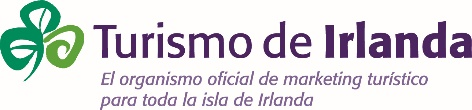 Turismo de Irlanda
El organismo oficial de marketing turístico
para toda la isla de Irlanda